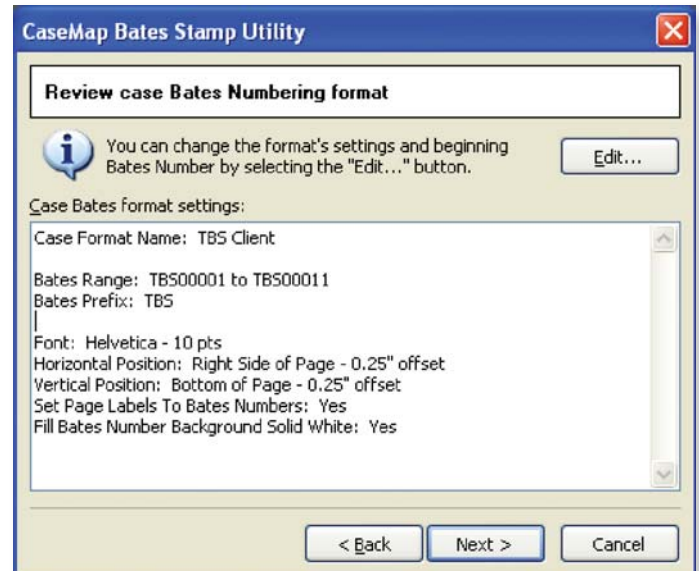 CaseMap Bates Stamp Utility
Review case Bates Numbering format
You can change the format's settings and beginning
Bates Number by selecting the "Edit..." button.
Edit...
Case Bates format settings:
Case Format Name: TBS Client
Bates Range: TBS00001 to TBS00011
Bates Prefix: TBS
Font: Helvetica - 10 pts
Horizontal Position: Right Side of Page - 0.25" offset
Vertical Position: Bottom of Page - 0.25" offset
Set Page Labels To Bates Numbers: Yes
Fill Bates Number Background Solid White: Yes
< Back
Next >
Cancel